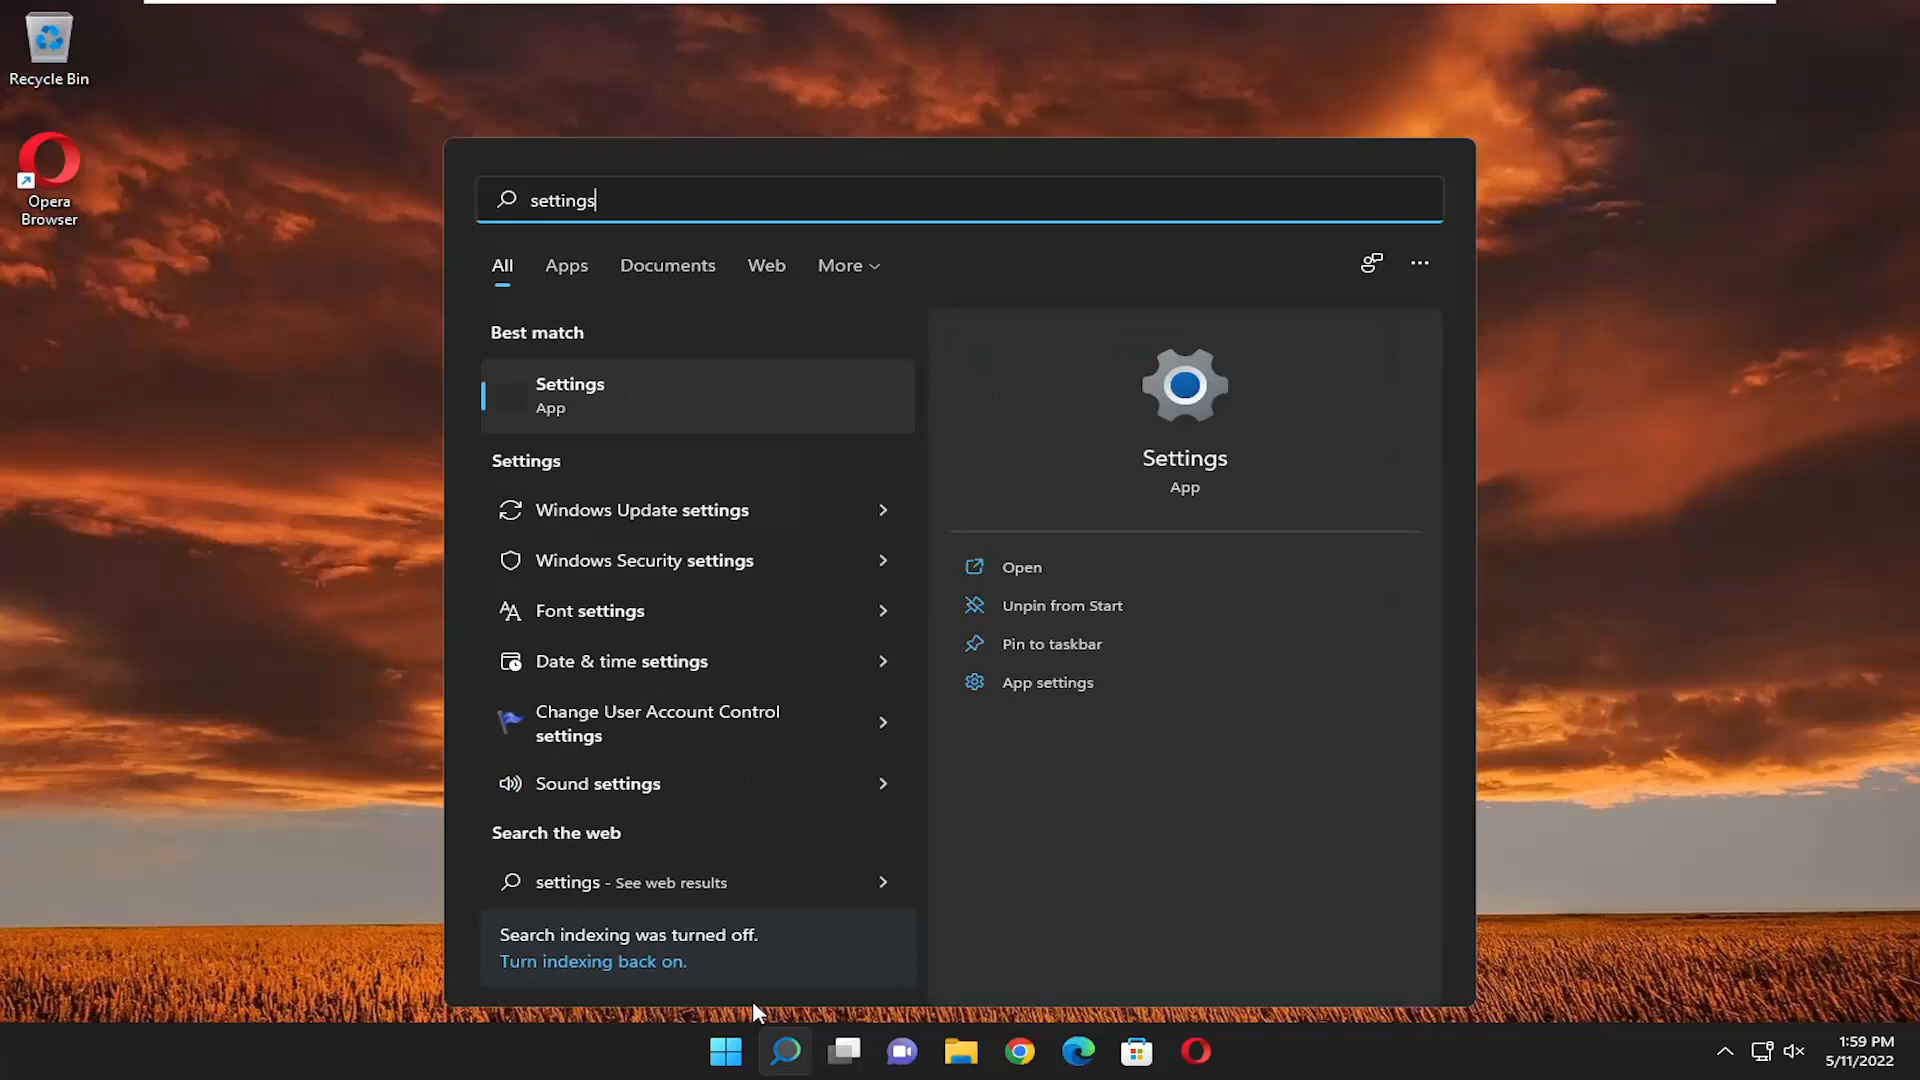 Recycle Bin
Opera
Browser
settings
All
Apps
Documents
Web
More
Best match
Settings
App
Settings
Windows Update settings
Windows Security settings
Font settings
Date & time settings
Change User Account Control
settings
Sound settings
Search the web
settings - See web results
Search indexing was turned off.
Turn indexing back on.
Settings
App
Open
Unpin from Start
Pin to taskbar
App settings
1:59 PM
5/11/2022